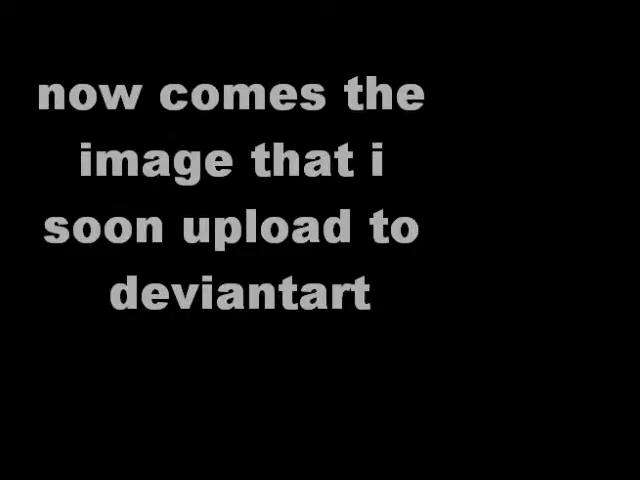 now comes the
image that i
soon upload to
deviantart